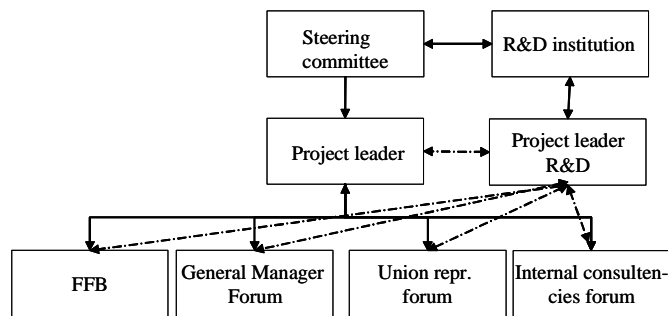 Steering
committee
R&D institution
Project leader
Project leader
R&D
FFB
General Manager
Forum
Union repr.
forum
Internal consulten-
cies forum